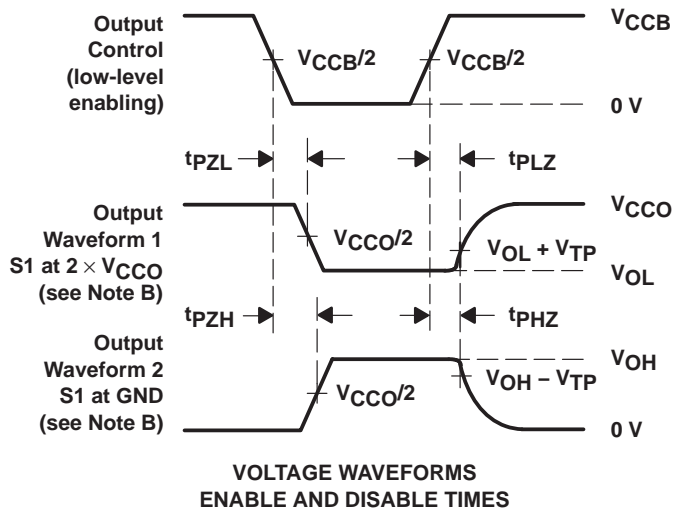 Output
Control
(low-level
enabling)
VCCB/2
VCCB/2
VCCB
0 V
tPZL
tPLZ
Output
Waveform 1
S1 at 2 × VCCO
(see Note B)
VCCO/2
VCCO
VOL + VTP
VOL
tPZH
tPHZ
Output
Waveform 2
S1 at GND
(see Note B)
VCCO/2
VOH
VOH − VTP
0 V
VOLTAGE WAVEFORMS
ENABLE AND DISABLE TIMES